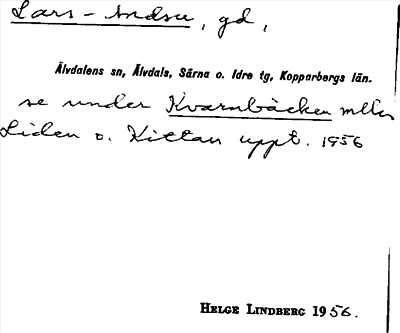 Lars-Andsu, gd,
Älvdalens sn, Älvdals, Särna o. Idre tg, Kopparbergs län.
se under Kvarnbäcken mllr
Liden o. Kittan uppt. 1956
HELGE LINDBERG 1956.